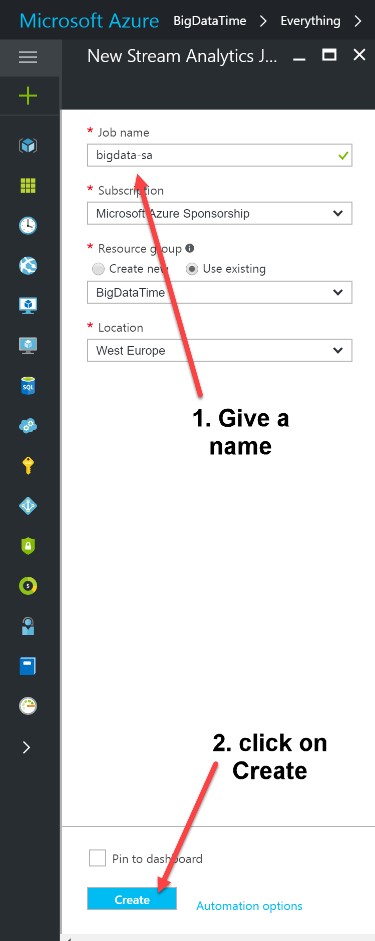 Microsoft Azure BigDataTime > Everything >
New Stream Analytics J...
* Job name
bigdata-sa
* Subscription
Microsoft Azure Sponsorship
* Resource group
Create new Use existing
BigDataTime
* Location
West Europe
1. Give a
name
2. click on
Create
Pin to dashboard
Create Automation options